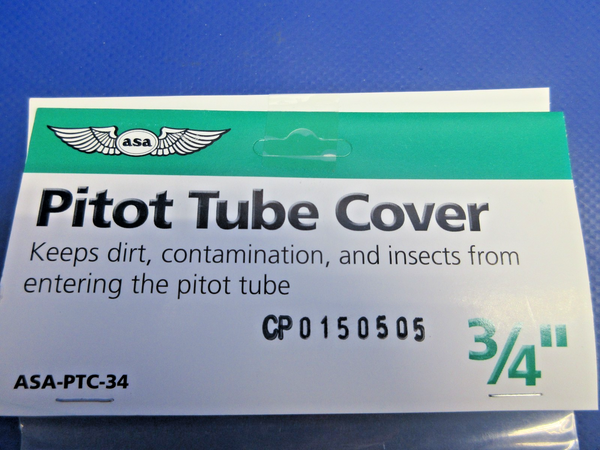 asa
Pitot Tube Cover
Keeps dirt, contamination, and insects from
entering the pitot tube
CP0150505
3/4"
ASA-PTC-34